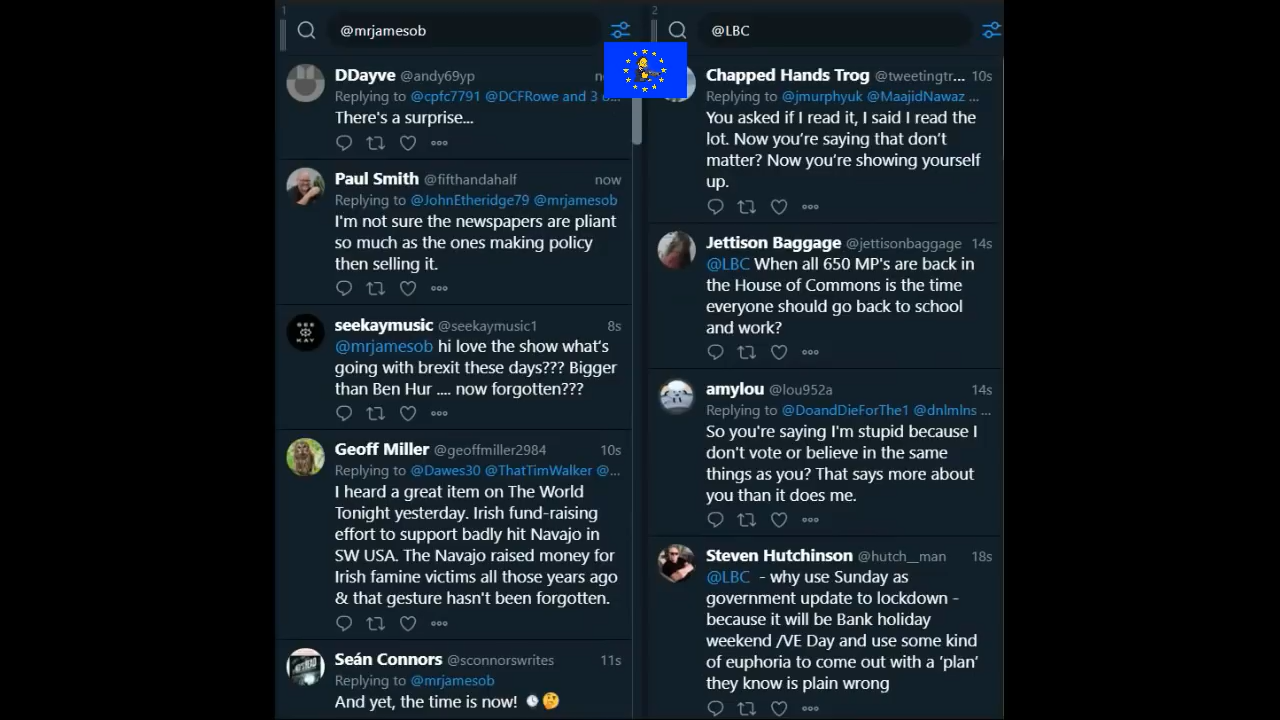 1
@mrjamesob
DDayve @andy69yp
Replying to @cpfc7791 @DCFRowe and 3
There's a surprise...
Paul Smith @fifthandahalf now
Replying to @JohnEtheridge79 @mrjamesob
I'm not sure the newspapers are pliant
so much as the ones making policy
then selling it.
seekaymusic @seekaymusic1 8s
@mrjamesob hi love the show what's
going with brexit these days??? Bigger
than Ben Hur .... now forgotten???
Geoff Miller @geoffmiller2984 10s
Replying to @Dawes30 @ThatTimWalker @...
I heard a great item on The World
Tonight yesterday. Irish fund-raising
effort to support badly hit Navajo in
SW USA. The Navajo raised money for
Irish famine victims all those years ago
& that gesture hasn't been forgotten.
Seán Connors @sconnorswrites 11s
Replying to @mrjamesob
And yet, the time is now! 🕓🤔
2
@LBC
Chapped Hands Trog @tweetingtr... 10s
Replying to @jmurphyuk @MaajidNawaz ...
You asked if I read it, I said I read the
lot. Now you're saying that don't
matter? Now you're showing yourself
up.
Jettison Baggage @jettisonbaggage 14s
@LBC When all 650 MP's are back in
the House of Commons is the time
everyone should go back to school
and work?
amylou @lou952a 14s
Replying to @DoandDieForThe1 @dnlmlns ...
So you're saying I'm stupid because I
don't vote or believe in the same
things as you? That says more about
you than it does me.
Steven Hutchinson @hutch__man 18s
@LBC - why use Sunday as
government update to lockdown -
because it will be Bank holiday
weekend /VE Day and use some kind
of euphoria to come out with a 'plan'
they know is plain wrong